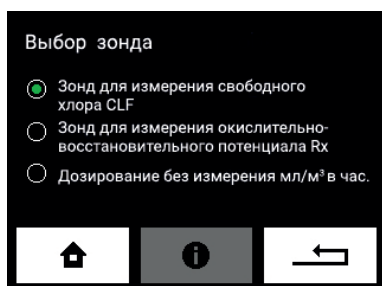 Выбор зонда
Зонд для измерения свободного
хлора CLF
Зонд для измерения окислительно-
восстановительного потенциала Rx
Дозирование без измерения мл/м³ в час.